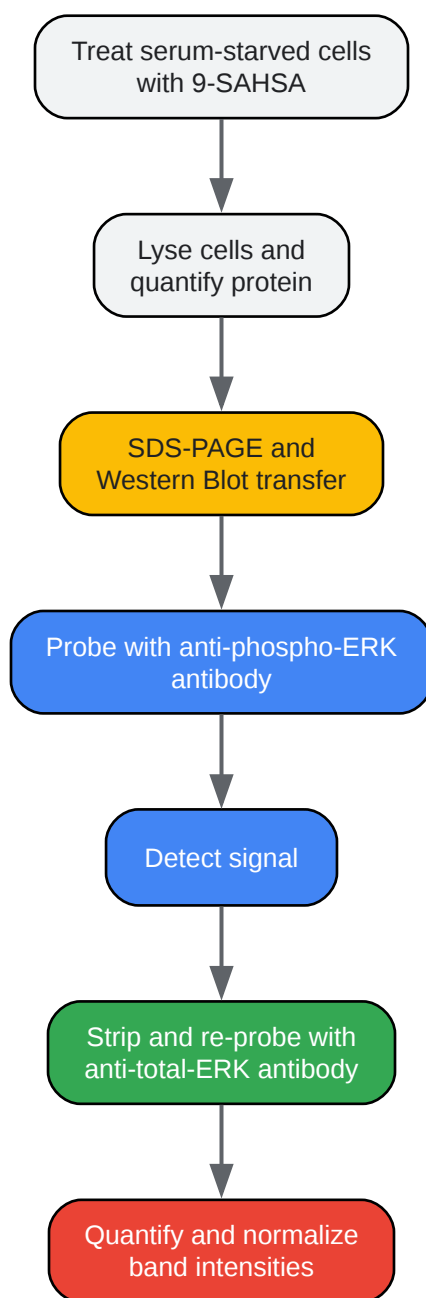 Treat serum-starved cells
with 9-SAHSA
Lyse cells and
quantify protein
SDS-PAGE and
Western Blot transfer
Probe with anti-phospho-ERK
antibody
Detect signal
Strip and re-probe with
anti-total-ERK antibody
Quantify and normalize
band intensities